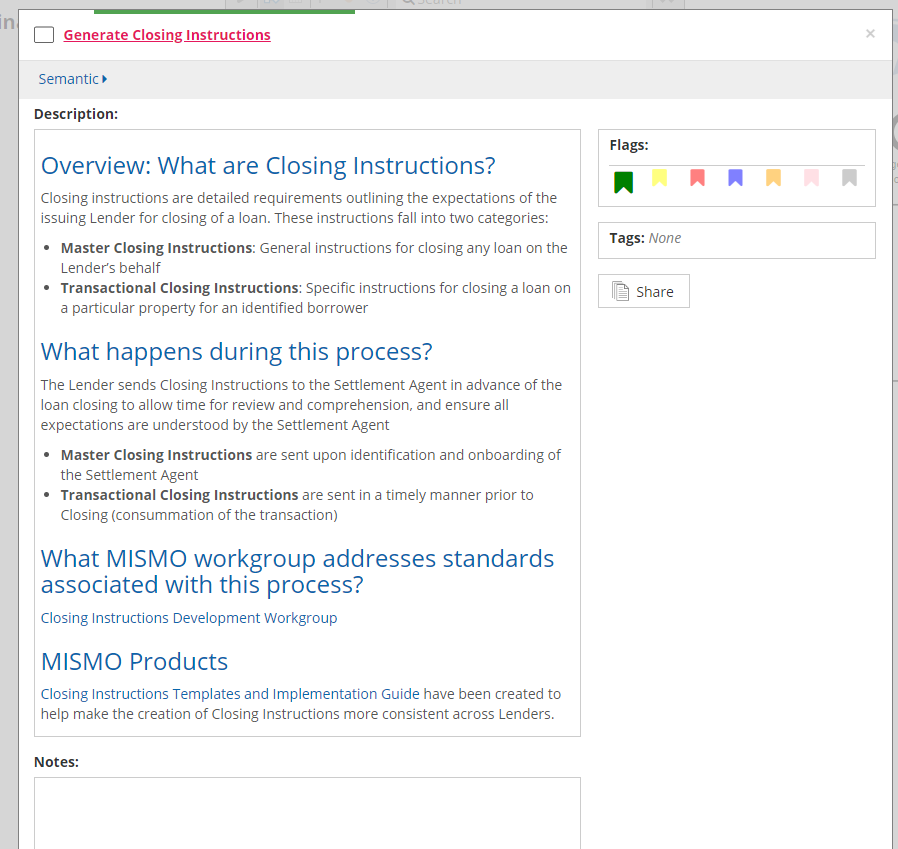 Search
Generate Closing Instructions
×
Semantic
Description:
Overview: What are Closing Instructions?
Closing instructions are detailed requirements outlining the expectations of the
issuing Lender for closing of a loan. These instructions fall into two categories:
• Master Closing Instructions: General instructions for closing any loan on the
Lender’s behalf
• Transactional Closing Instructions: Specific instructions for closing a loan on
a particular property for an identified borrower
What happens during this process?
The Lender sends Closing Instructions to the Settlement Agent in advance of the
loan closing to allow time for review and comprehension, and ensure all
expectations are understood by the Settlement Agent
• Master Closing Instructions are sent upon identification and onboarding of
the Settlement Agent
• Transactional Closing Instructions are sent in a timely manner prior to
Closing (consummation of the transaction)
What MISMO workgroup addresses standards
associated with this process?
Closing Instructions Development Workgroup
MISMO Products
Closing Instructions Templates and Implementation Guide have been created to
help make the creation of Closing Instructions more consistent across Lenders.
Notes:
Flags:
Tags: None
Share